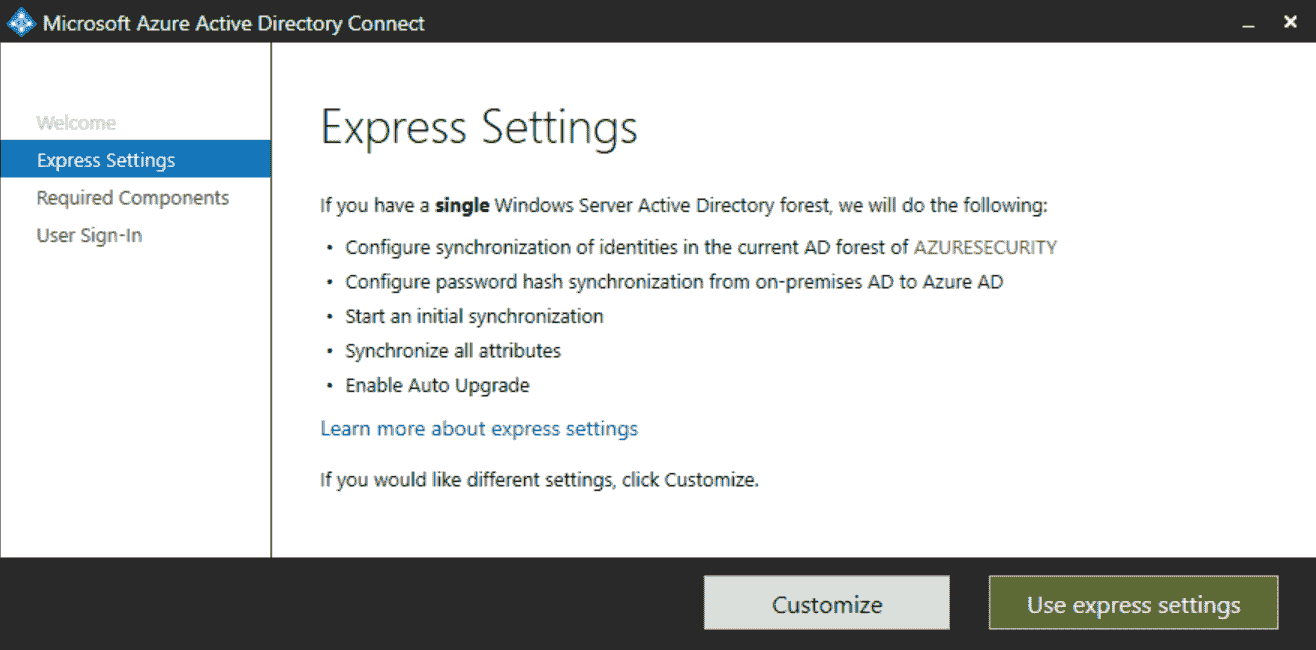 Microsoft Azure Active Directory Connect
Welcome
Express Settings
Required Components
User Sign-In
Express Settings
If you have a single Windows Server Active Directory forest, we will do the following:
• Configure synchronization of identities in the current AD forest of AZURESECURITY
• Configure password hash synchronization from on-premises AD to Azure AD
• Start an initial synchronization
• Synchronize all attributes
• Enable Auto Upgrade
Learn more about express settings
If you would like different settings, click Customize.
Customize
Use express settings